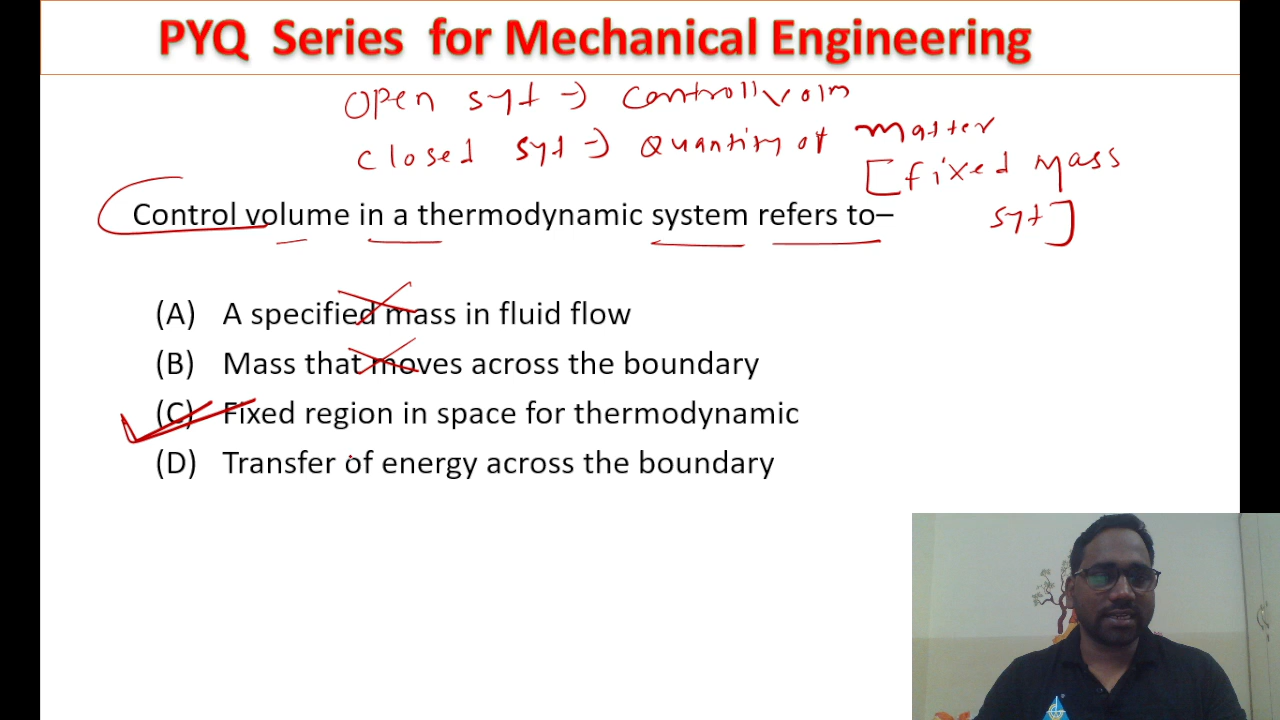 PYQ Series for Mechanical Engineering
open syt → controllvolm
closed syt → Quantity of matter
[fixed mass
syt]
Control volume in a thermodynamic system refers to–
(A) A specified mass in fluid flow
(B) Mass that moves across the boundary
(C) Fixed region in space for thermodynamic
(D) Transfer of energy across the boundary